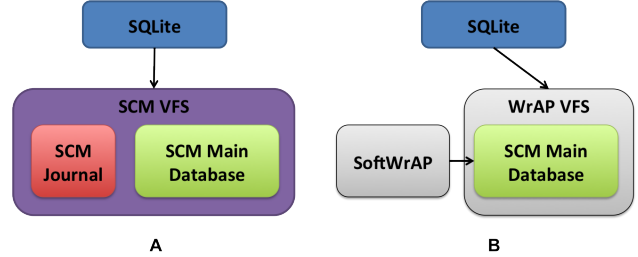 SQLite
SCM VFS
SCM
Journal
SCM Main
Database
A
SQLite
WrAP VFS
SoftWrAP
SCM Main
Database
B